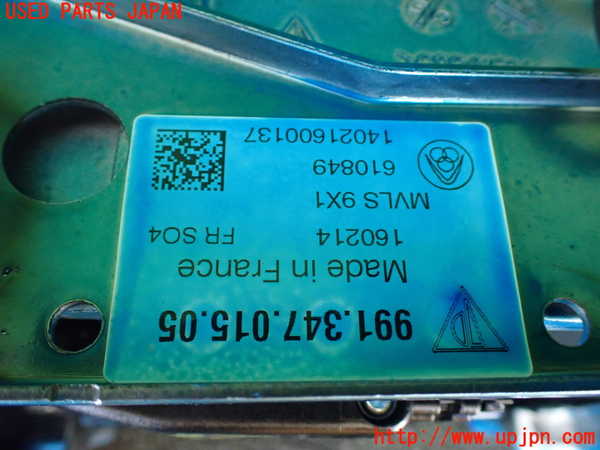 USED PARTS JAPAN
991.347.015.05
Made in France
160214 FR SO4
MVLS 9X1
610849
14021600137
http://www.upjpn.com/